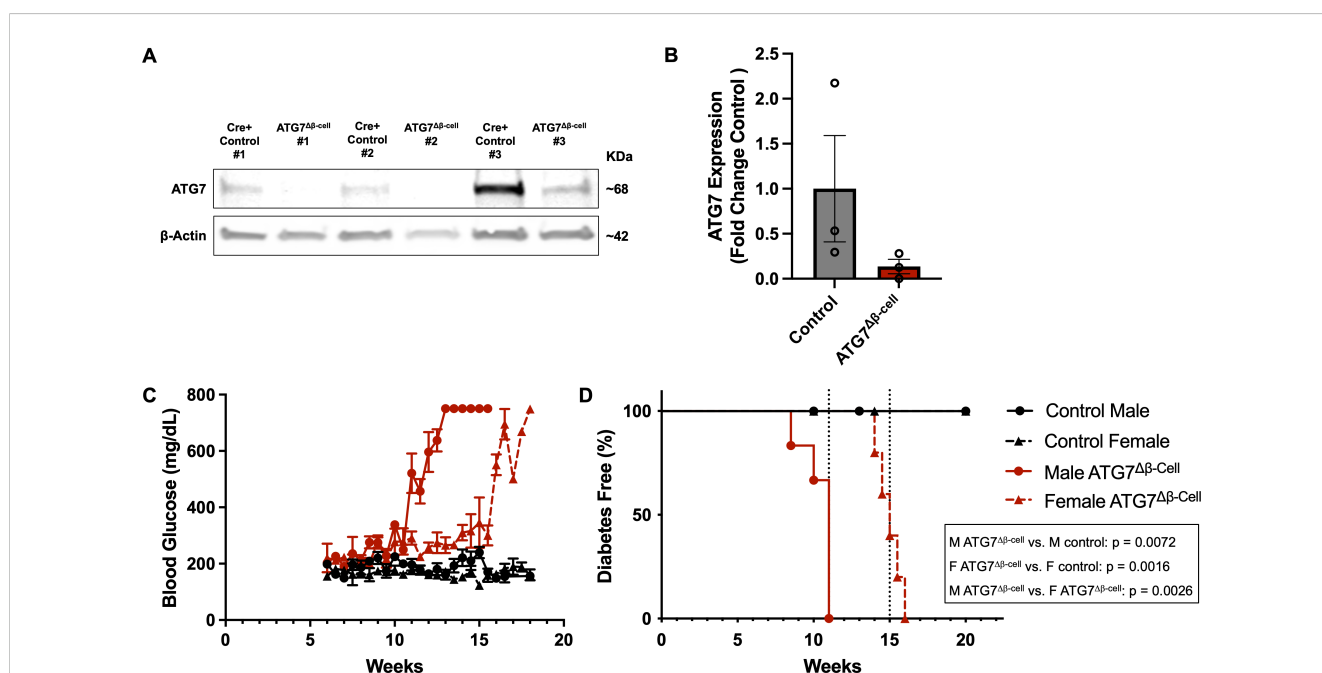 A
Cre+
Control
#1
ATG7Δβ-cell
#1
Cre+
Control
#2
ATG7Δβ-cell
#2
Cre+
Control
#3
ATG7Δβ-cell
#3
KDa
ATG7
~68
β-Actin
~42
B
ATG7 Expression
(Fold Change Control )
2.5
2.0
1.5
1.0
0.5
0.0
Control
ATG7Δβ-cell
C
Blood Glucose (mg/dL)
800
600
400
200
0
0 5 10 15 20
Weeks
D
Diabetes Free (%)
100
50
0
0 5 10 15 20
Weeks
Control Male
Control Female
Male ATG7Δβ-Cell
Female ATG7Δβ-Cell
M ATG7Δβ-cell vs. M control: p = 0.0072
F ATG7Δβ-cell vs. F control: p = 0.0016
M ATG7Δβ-cell vs. F ATG7Δβ-cell: p = 0.0026